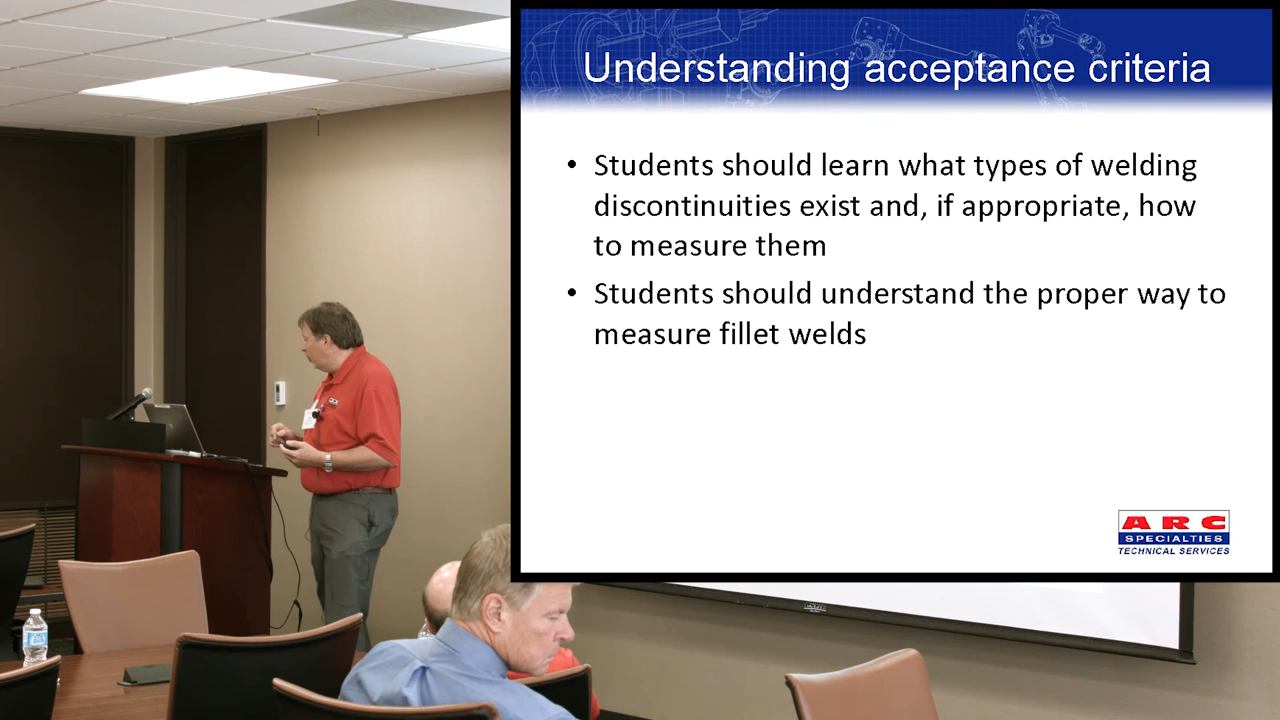 Understanding acceptance criteria
• Students should learn what types of welding
discontinuities exist and, if appropriate, how
to measure them
• Students should understand the proper way to
measure fillet welds
ARC
SPECIALTIES
TECHNICAL SERVICES